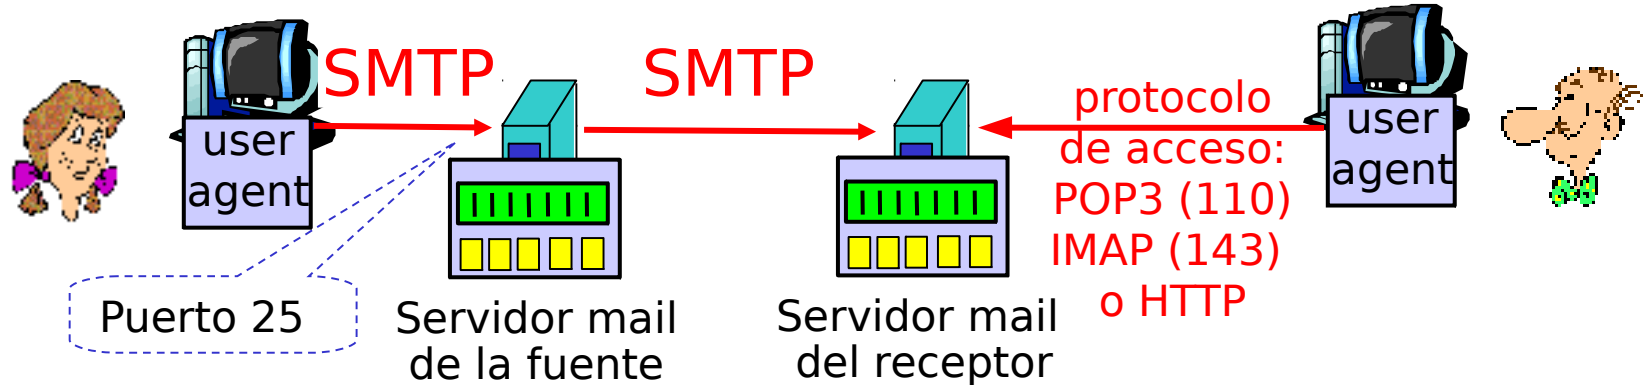 SMTP
SMTP
user
agent
protocolo
de acceso:
POP3 (110)
IMAP (143)
o HTTP
user
agent
Puerto 25
Servidor mail
de la fuente
Servidor mail
del receptor